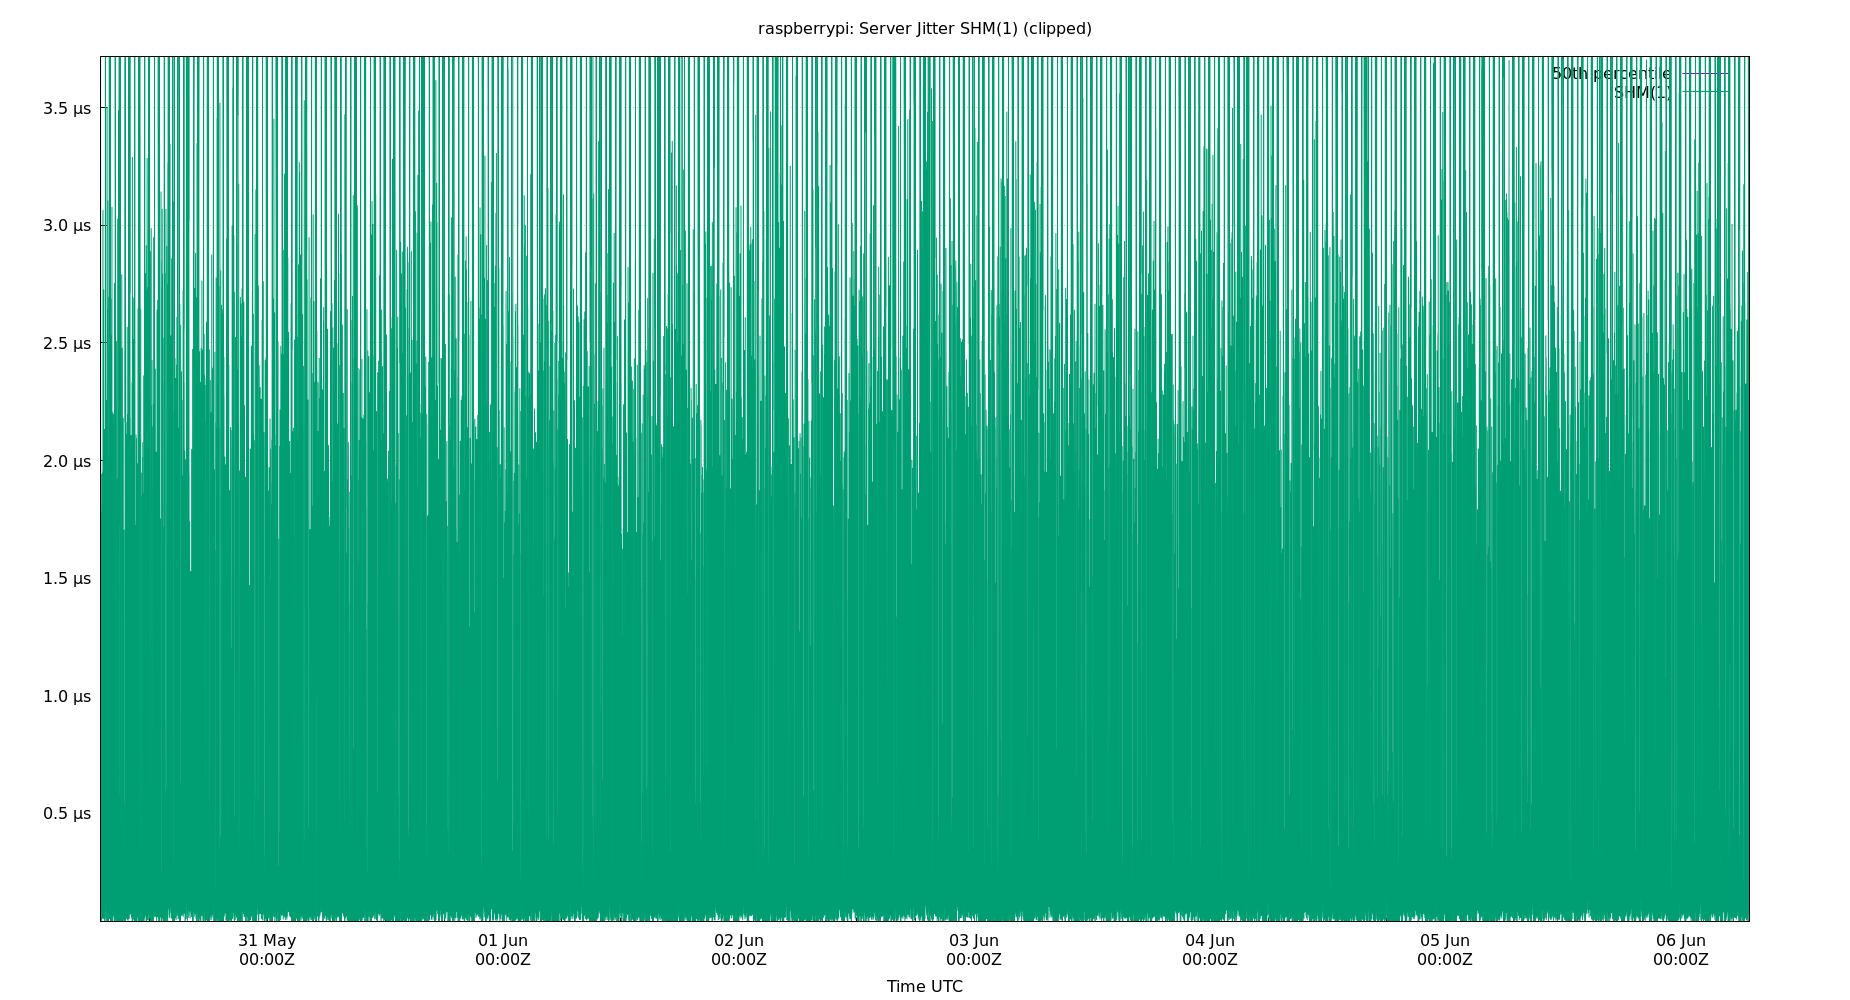 raspberrypi: Server Jitter SHM(1) (clipped)
50th percentile
SHM(1)
3.5 µs
3.0 µs
2.5 µs
2.0 µs
1.5 µs
1.0 µs
0.5 µs
31 May 01 Jun 02 Jun 03 Jun 04 Jun 05 Jun 06 Jun
00:00Z 00:00Z 00:00Z 00:00Z 00:00Z 00:00Z 00:00Z
Time UTC